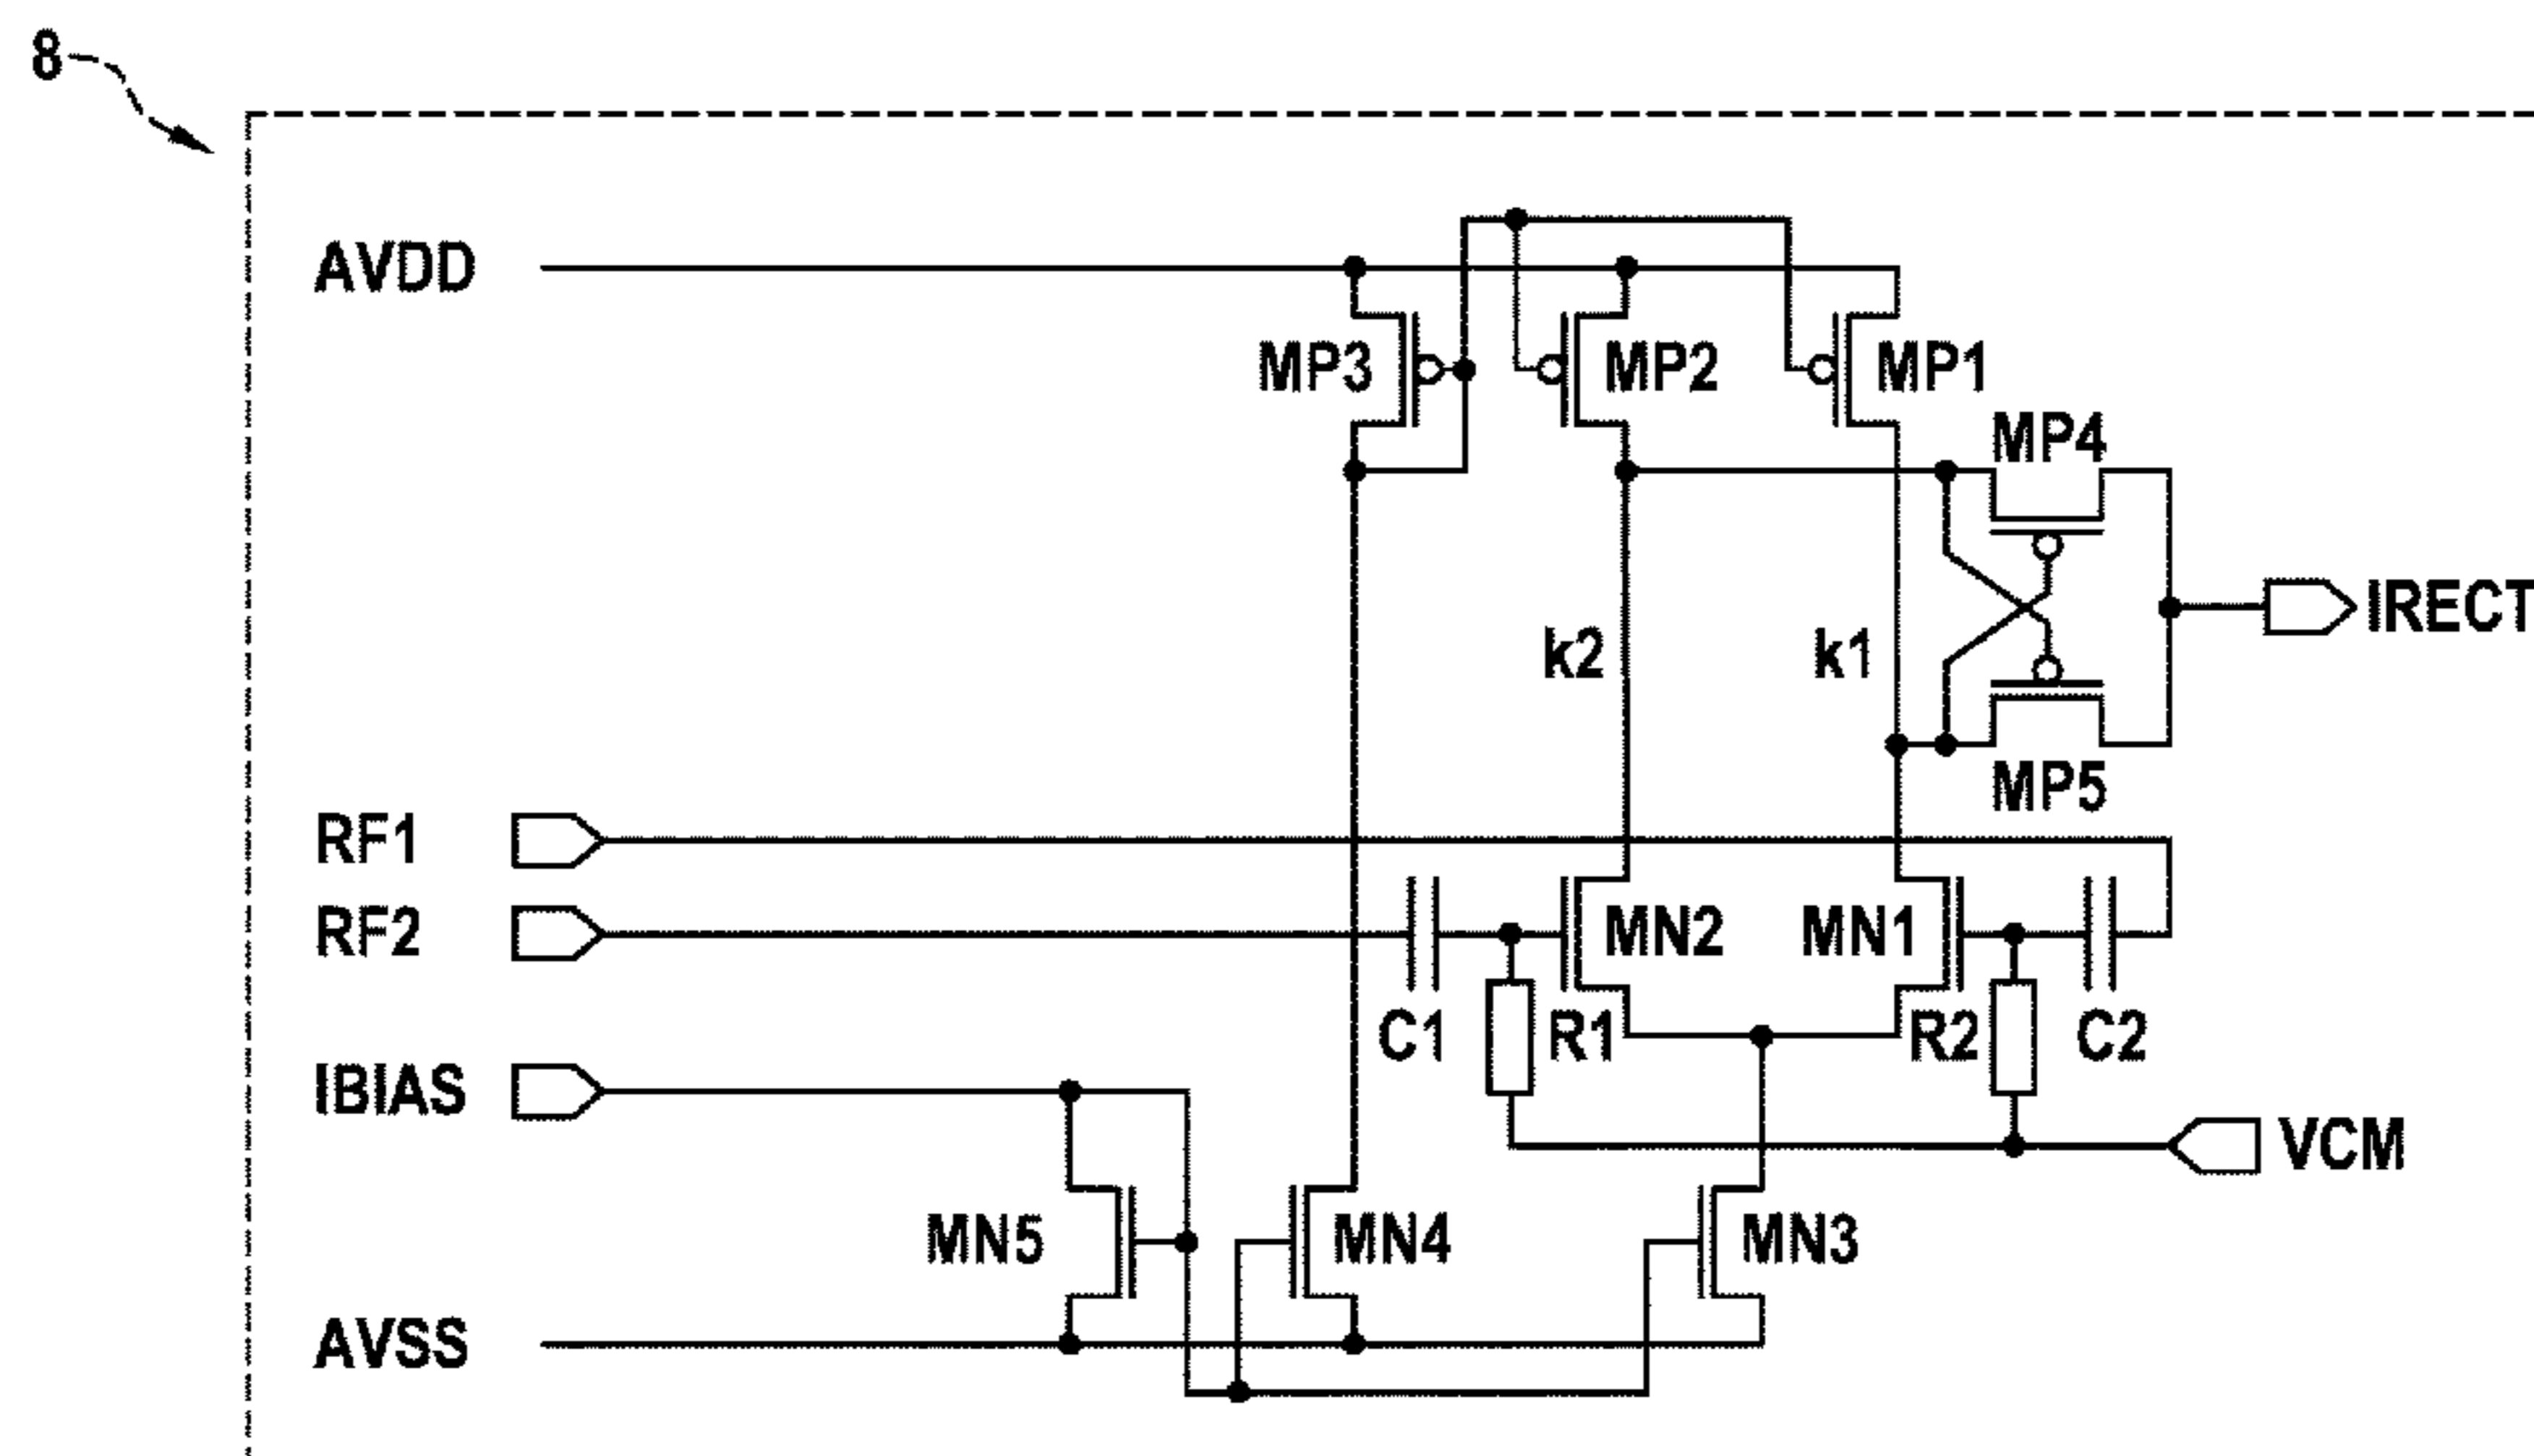 8
AVDD
MP3
MP2
MP1
MP4
k2
k1
IRECT
MP5
RF1
RF2
MN2
MN1
C1
R1
R2
C2
IBIAS
VCM
MN5
MN4
MN3
AVSS